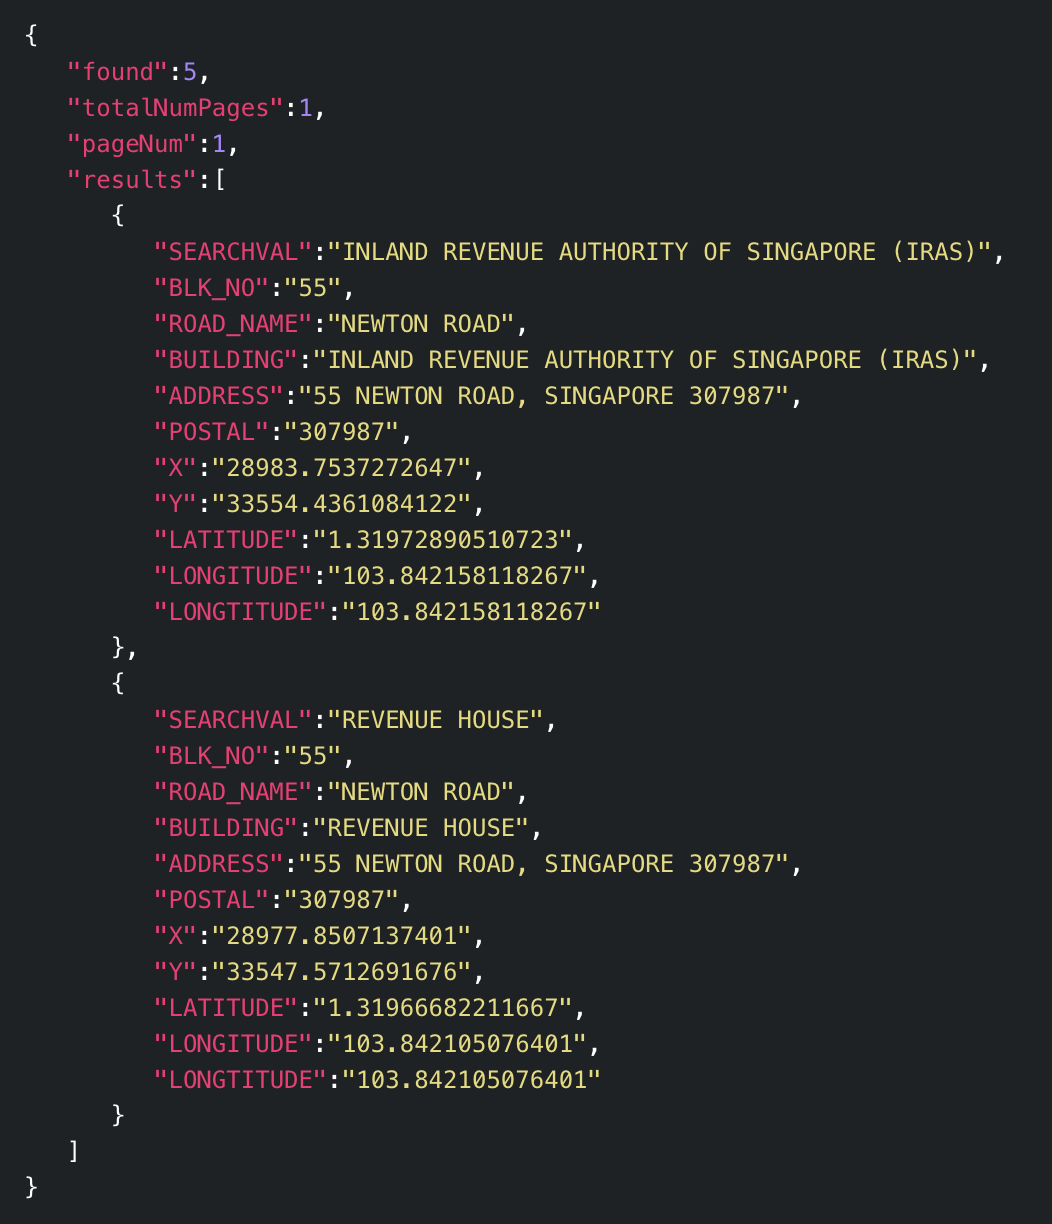 {
   "found":5,
   "totalNumPages":1,
   "pageNum":1,
   "results":[
      {
         "SEARCHVAL":"INLAND REVENUE AUTHORITY OF SINGAPORE (IRAS)",
         "BLK_NO":"55",
         "ROAD_NAME":"NEWTON ROAD",
         "BUILDING":"INLAND REVENUE AUTHORITY OF SINGAPORE (IRAS)",
         "ADDRESS":"55 NEWTON ROAD, SINGAPORE 307987",
         "POSTAL":"307987",
         "X":"28983.7537272647",
         "Y":"33554.4361084122",
         "LATITUDE":"1.31972890510723",
         "LONGITUDE":"103.842158118267",
         "LONGTITUDE":"103.842158118267"
      },
      {
         "SEARCHVAL":"REVENUE HOUSE",
         "BLK_NO":"55",
         "ROAD_NAME":"NEWTON ROAD",
         "BUILDING":"REVENUE HOUSE",
         "ADDRESS":"55 NEWTON ROAD, SINGAPORE 307987",
         "POSTAL":"307987",
         "X":"28977.8507137401",
         "Y":"33547.5712691676",
         "LATITUDE":"1.31966682211667",
         "LONGITUDE":"103.842105076401",
         "LONGTITUDE":"103.842105076401"
      }
   ]
}